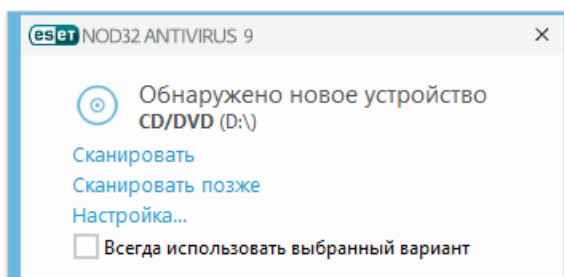 eset NOD32 ANTIVIRUS 9
Обнаружено новое устройство
CD/DVD (D:\)
Сканировать
Сканировать позже
Настройка...
Всегда использовать выбранный вариант